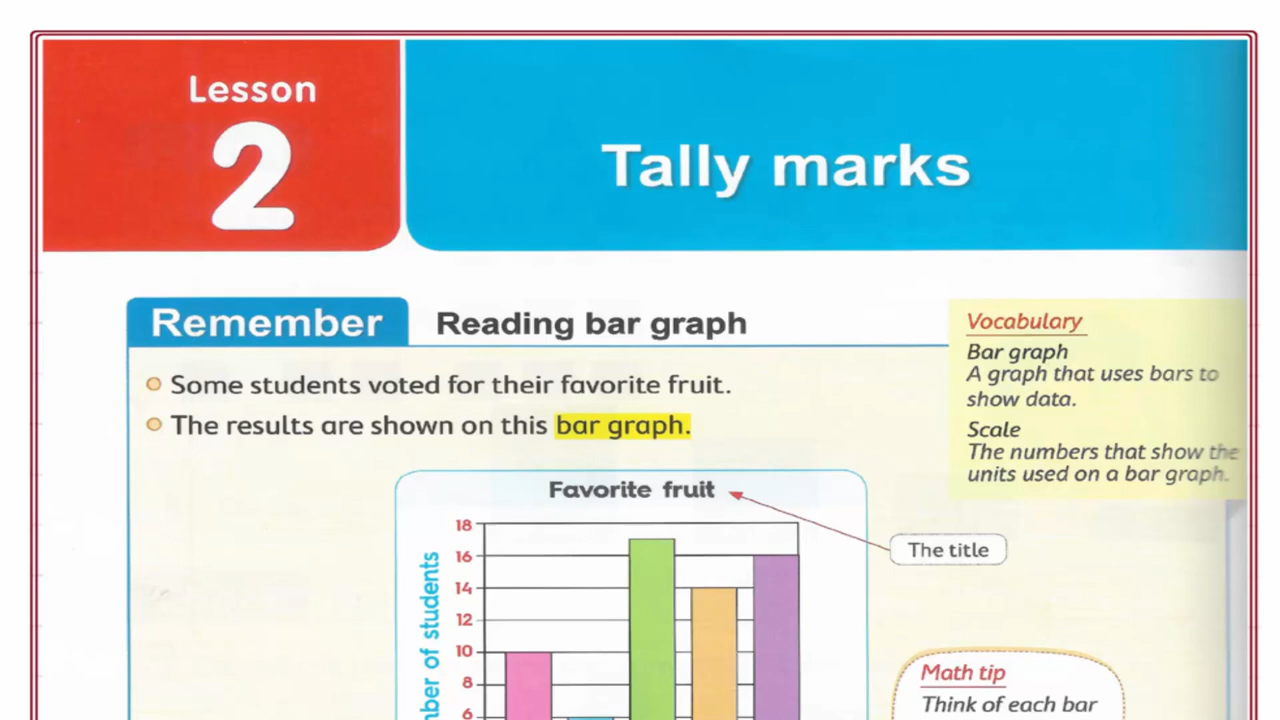 Lesson
2
Tally marks
Remember
Reading bar graph
Some students voted for their favorite fruit.
The results are shown on this bar graph.
Vocabulary
Bar graph
A graph that uses bars to
show data.
Scale
The numbers that show the
units used on a bar graph.
Favorite fruit
The title
18
16
14
12
10
8
6
of students
Math tip
Think of each bar